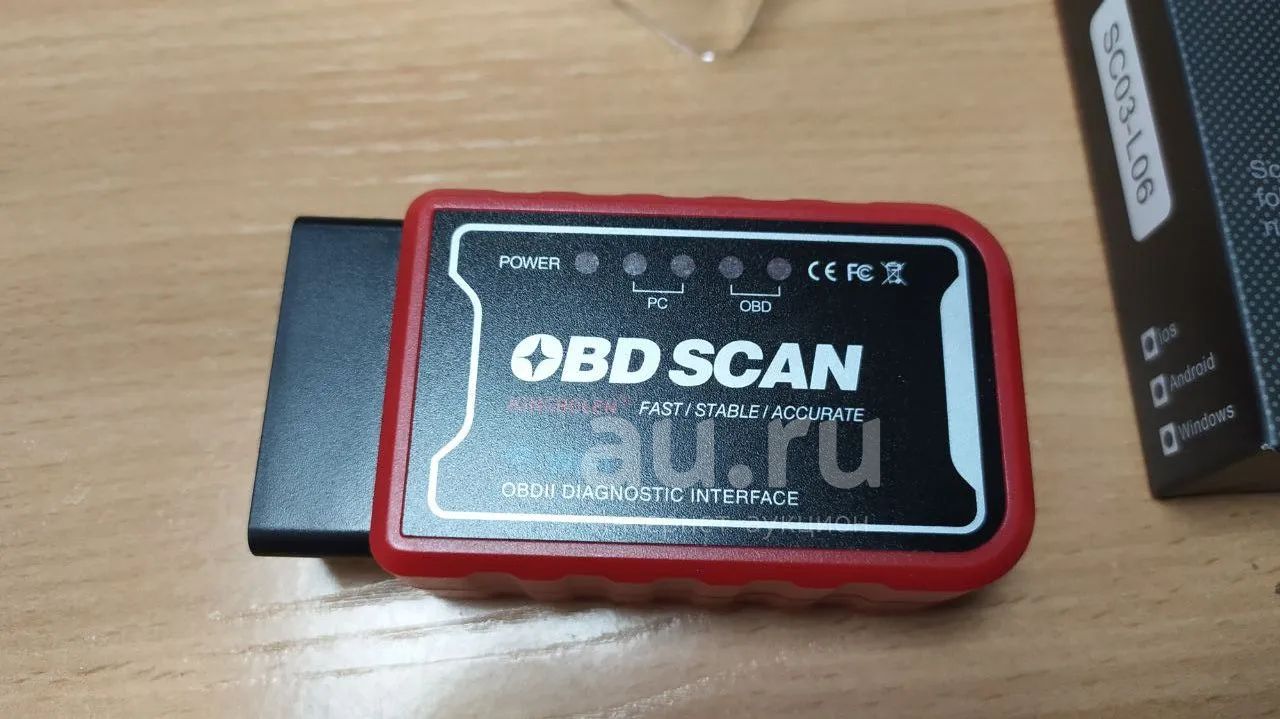 POWER
PC
OBD
CE FC
OBD SCAN
FAST / STABLE / ACCURATE
au.ru
OBDII DIAGNOSTIC INTERFACE
аукцион
SC03-L06
ios
Android
Windows